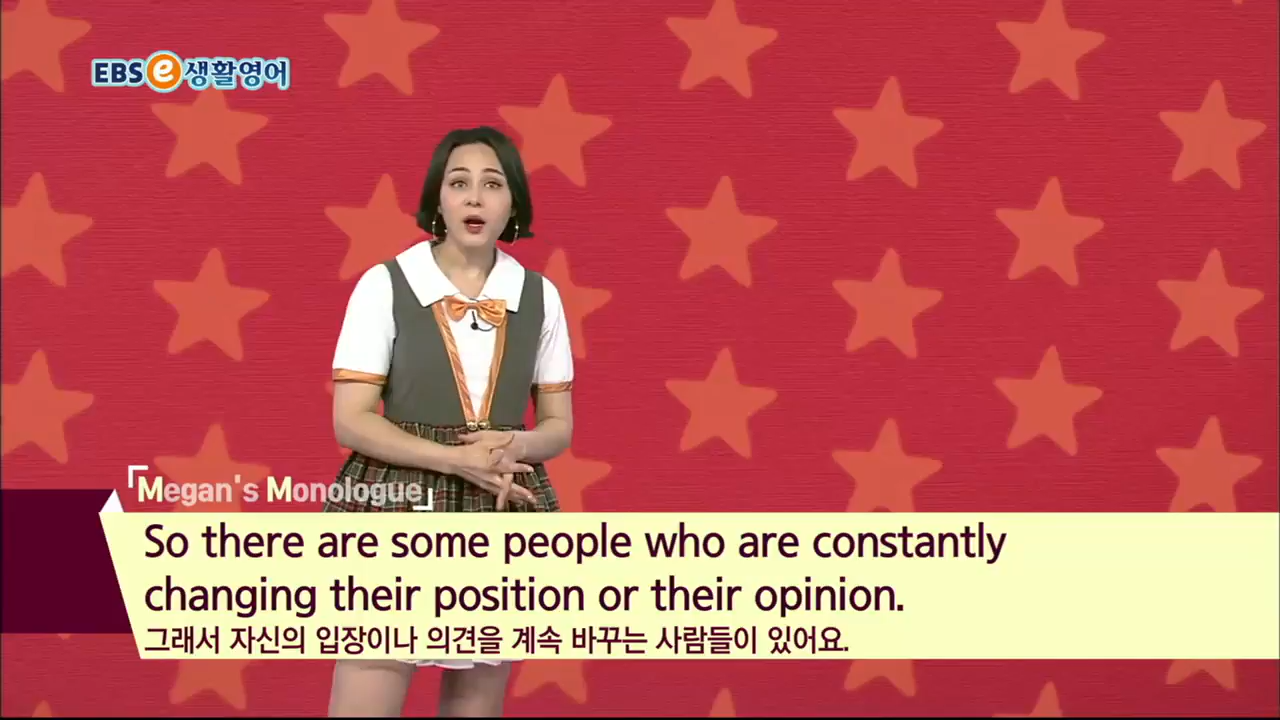 EBS e 생활영어
「Megan's Monologue」
So there are some people who are constantly
changing their position or their opinion.
그래서 자신의 입장이나 의견을 계속 바꾸는 사람들이 있어요.